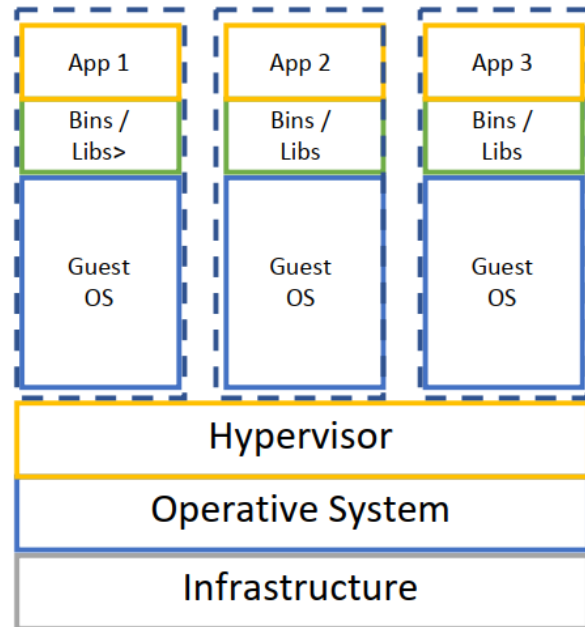 App 1
App 2
App 3
Bins /
Libs>
Bins /
Libs
Bins /
Libs
Guest
OS
Guest
OS
Guest
OS
Hypervisor
Operative System
Infrastructure